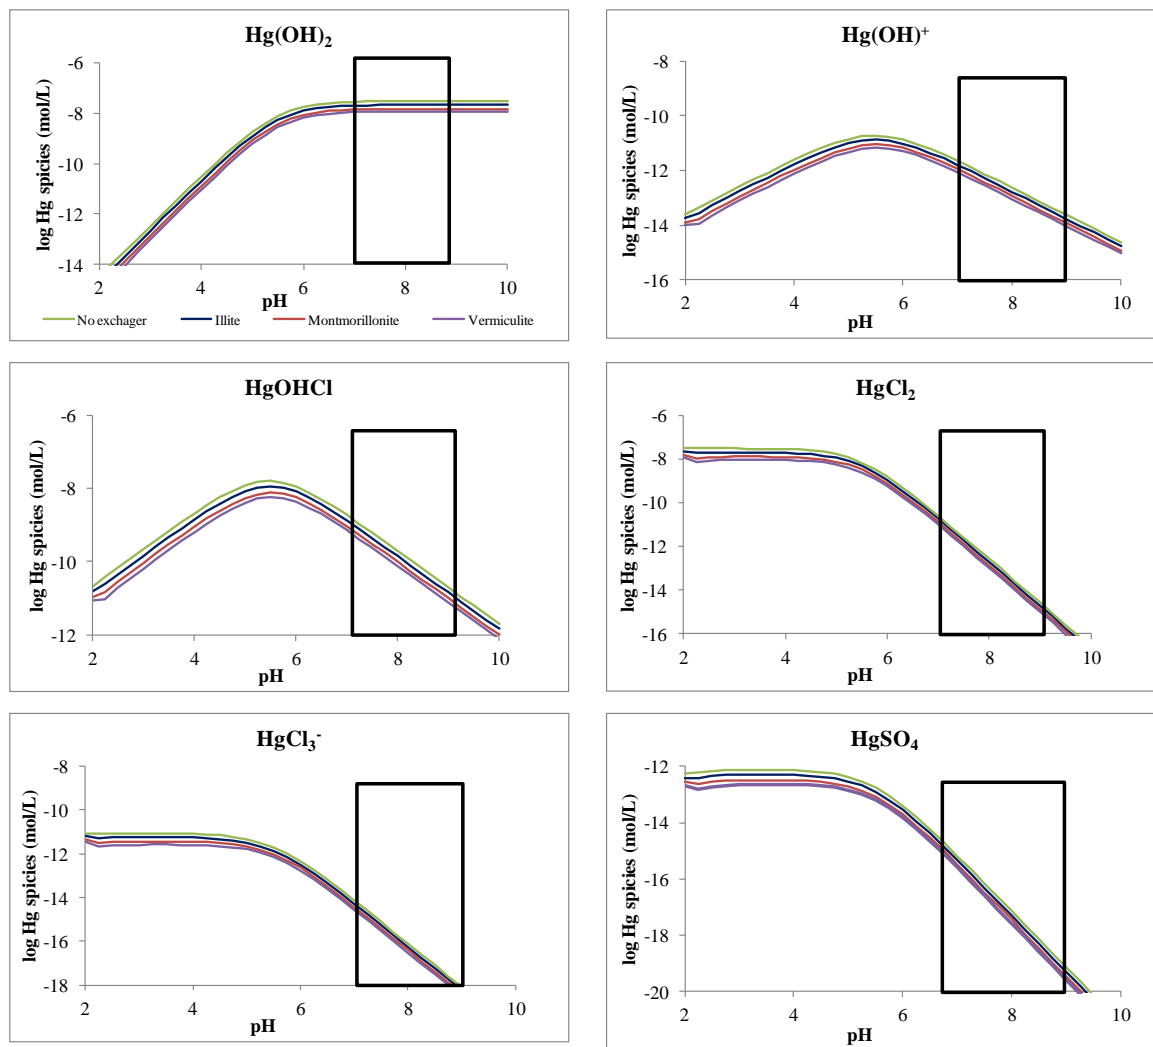 Hg(OH)₂
log Hg spicies (mol/L)
-6
-8
-10
-12
-14
2 4 6 8 10
pH
No exchager Illite Montmorillonite Vermiculite
Hg(OH)⁺
log Hg spicies (mol/L)
-8
-10
-12
-14
-16
2 4 6 8 10
pH
HgOHCl
log Hg spicies (mol/L)
-6
-8
-10
-12
2 4 6 8 10
pH
HgCl₂
log Hg spicies (mol/L)
-6
-8
-10
-12
-14
-16
2 4 6 8 10
pH
HgCl₃⁻
log Hg spicies (mol/L)
-8
-10
-12
-14
-16
-18
2 4 6 8 10
pH
HgSO₄
log Hg spicies (mol/L)
-12
-14
-16
-18
-20
2 4 6 8 10
pH